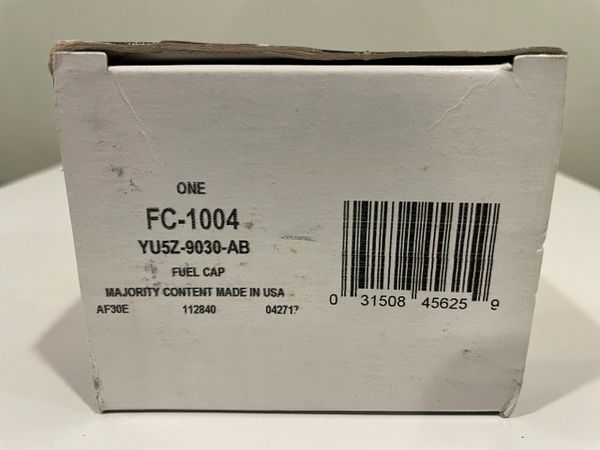 ONE
FC-1004
YU5Z-9030-AB
FUEL CAP
MAJORITY CONTENT MADE IN USA
AF30E 112840 042717
0 31508 45625 9